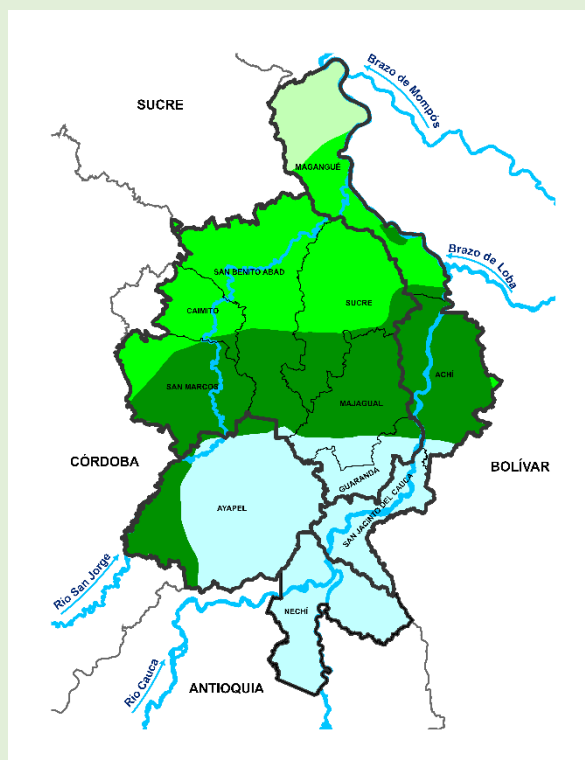 Brazo de Mompós
SUCRE
MAGANGUÉ
Brazo de Loba
SAN BENITO ABAD
SUCRE
CAIMITO
ACHÍ
SAN MARCOS
MAJAGUAL
CÓRDOBA
BOLÍVAR
GUARANDA
SAN JACINTO DEL CAUCA
AYAPEL
Río San Jorge
NECHÍ
Río Cauca
ANTIOQUIA